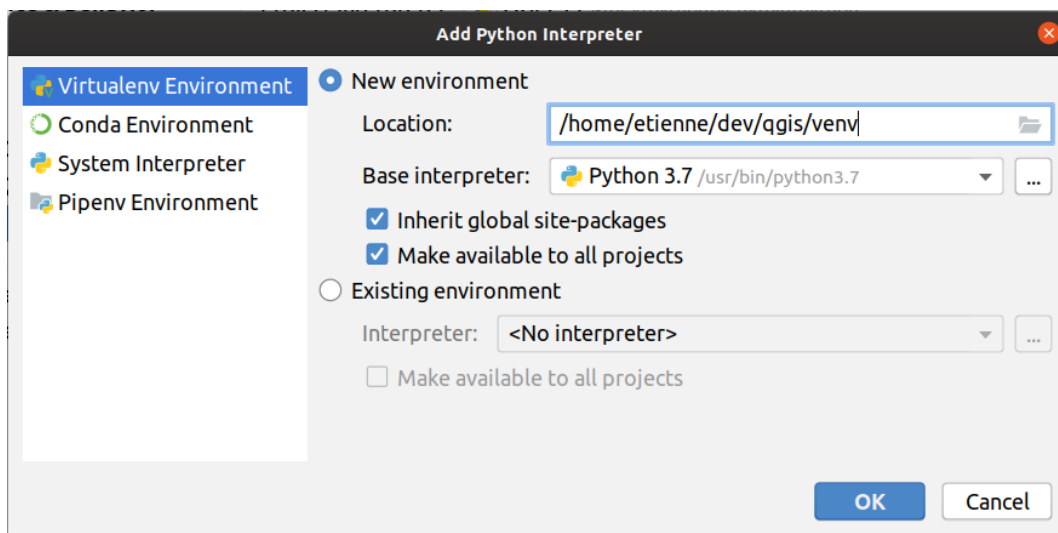 Add Python Interpreter
Virtualenv Environment
Conda Environment
System Interpreter
Pipenv Environment
New environment
Location: /home/etienne/dev/qgis/venv
Base interpreter: Python 3.7 /usr/bin/python3.7 ...
Inherit global site-packages
Make available to all projects
Existing environment
Interpreter: <No interpreter> ...
Make available to all projects
OK Cancel